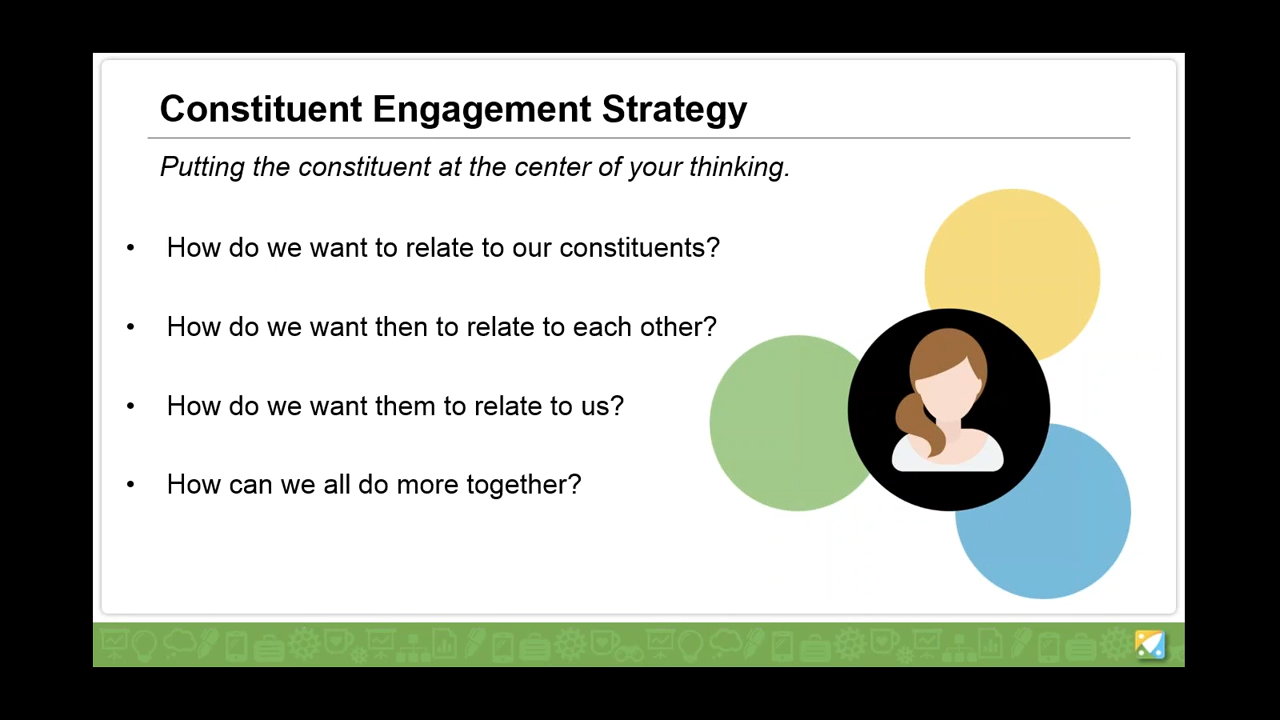 Constituent Engagement Strategy
Putting the constituent at the center of your thinking.
• How do we want to relate to our constituents?
• How do we want then to relate to each other?
• How do we want them to relate to us?
• How can we all do more together?